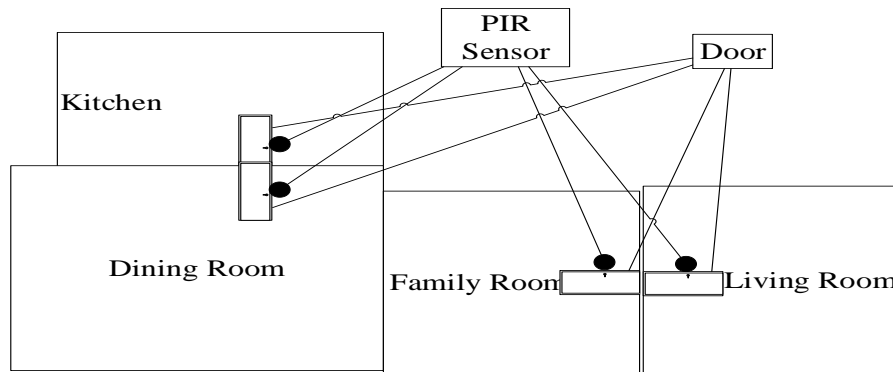 PIR
Sensor
Door
Kitchen
Dining Room
Family Room
Living Room